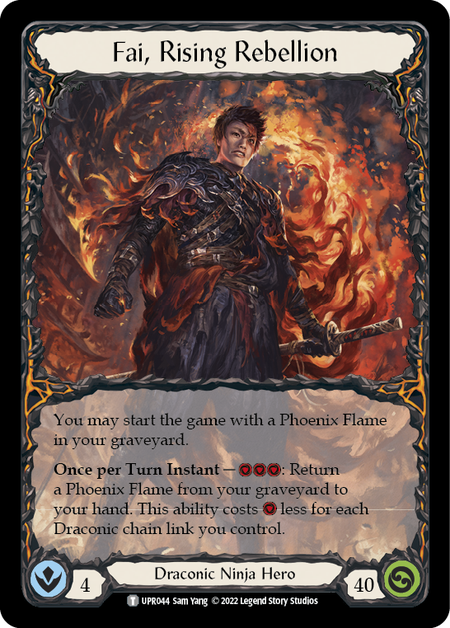 Fai, Rising Rebellion
You may start the game with a Phoenix Flame
in your graveyard.
Once per Turn Instant — : Return
a Phoenix Flame from your graveyard to
your hand. This ability costs less for each
Draconic chain link you control.
4
Draconic Ninja Hero
40
T UPR044 Sam Yang © 2022 Legend Story Studios